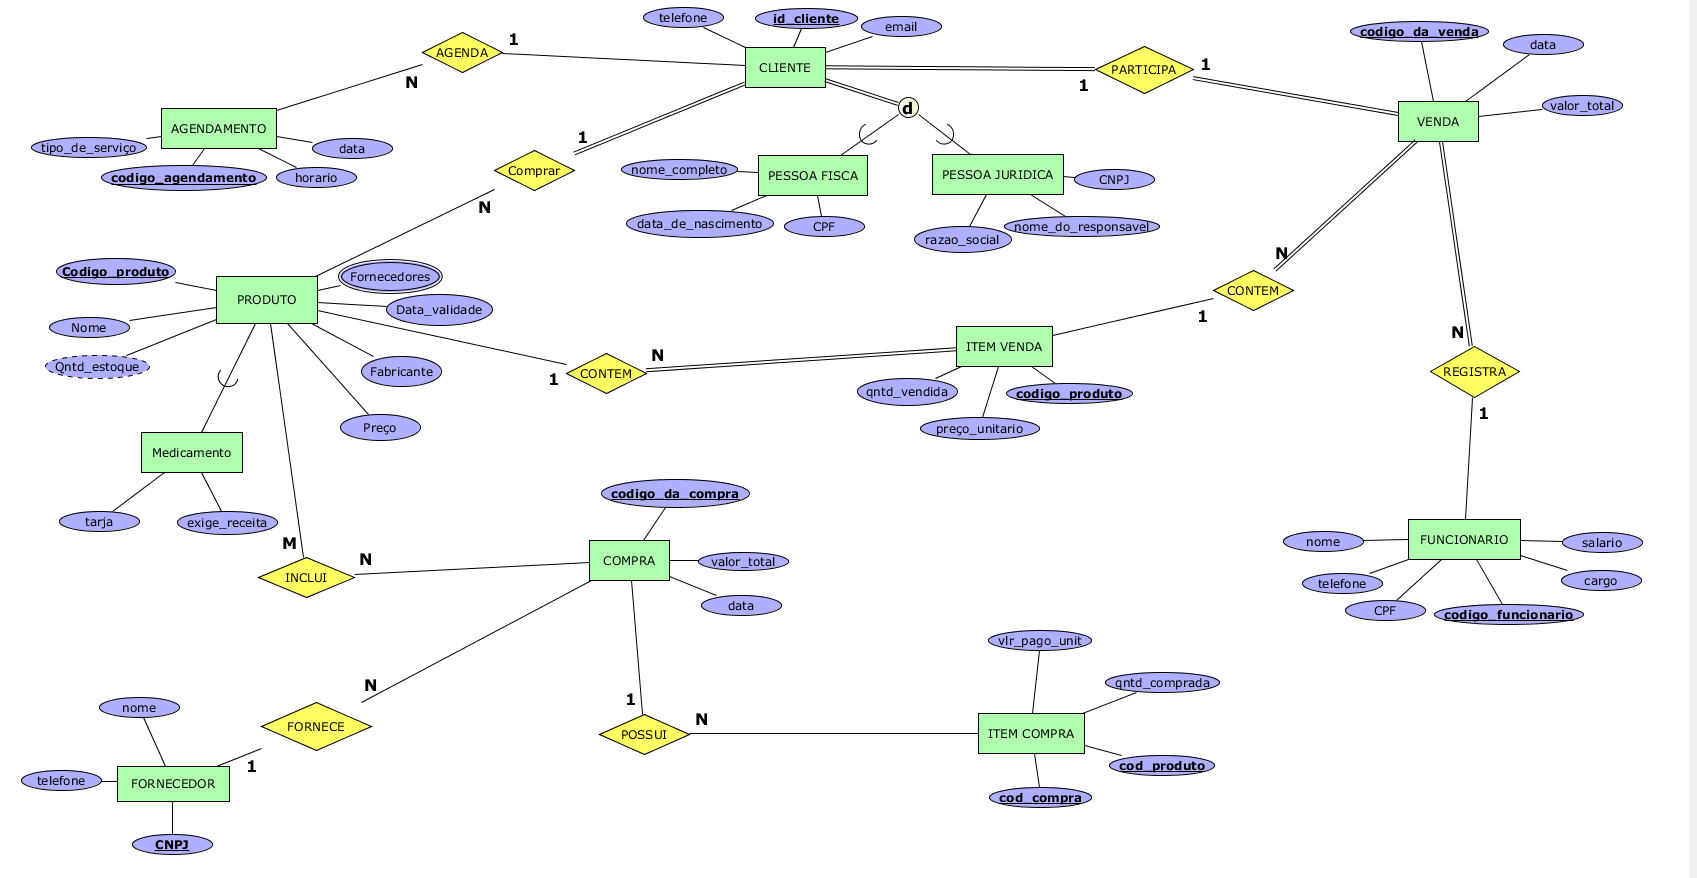 telefone
id_cliente
email
codigo_da_venda
data
valor_total
AGENDA
1
N
CLIENTE
PARTICIPA
1
1
VENDA
AGENDAMENTO
tipo_de_serviço
codigo_agendamento
horario
data
d
1
Comprar
N
nome_completo
PESSOA FISCA
data_de_nascimento
CPF
PESSOA JURIDICA
CNPJ
razao_social
nome_do_responsavel
Codigo_produto
Fornecedores
PRODUTO
Data_validade
Nome
Qntd_estoque
Fabricante
Preço
N
CONTEM
1
N
CONTEM
1
ITEM VENDA
qntd_vendida
codigo_produto
preço_unitario
N
REGISTRA
1
Medicamento
tarja
exige_receita
codigo_da_compra
M
N
INCLUI
COMPRA
valor_total
data
nome
FUNCIONARIO
salario
telefone
cargo
CPF
codigo_funcionario
N
FORNECE
1
1
POSSUI
N
vlr_pago_unit
qntd_comprada
ITEM COMPRA
cod_produto
cod_compra
nome
telefone
FORNECEDOR
CNPJ